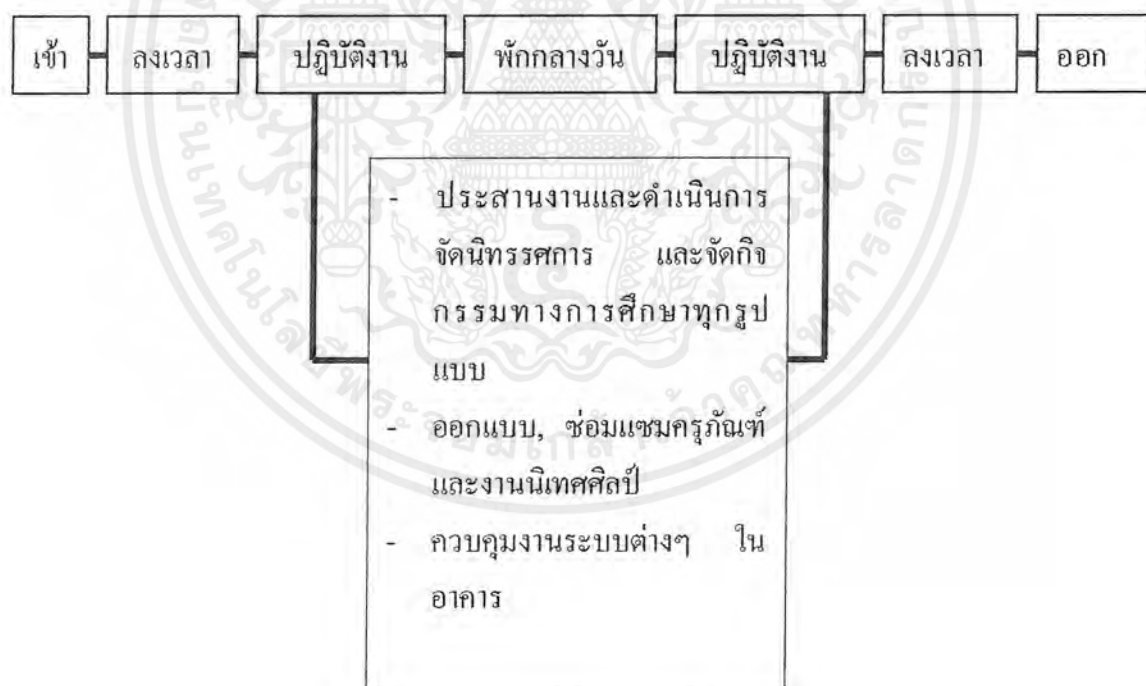 เข้า ลงเวลา ปฏิบัติงาน พักกลางวัน ปฏิบัติงาน ลงเวลา ออก
- ประสานงานและดำเนินการ
จัดนิทรรศการ และจัดกิจ
กรรมทางการศึกษาทุกรูป
แบบ
- ออกแบบ, ซ่อมแซมครุภัณฑ์
และงานนิเทศศิลป์
- ควบคุมงานระบบต่างๆ ใน
อาคาร